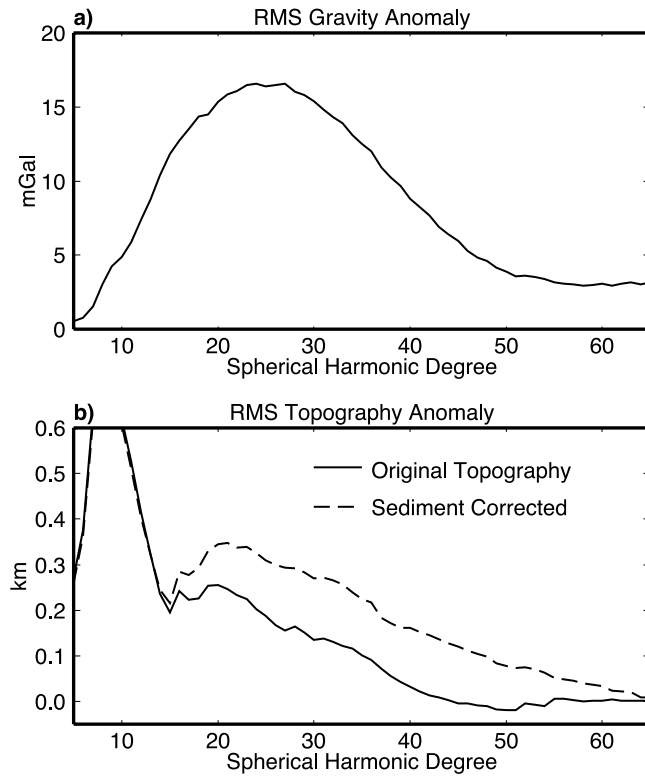 a) RMS Gravity Anomaly
20
15
10
5
0
mGal
10 20 30 40 50 60
Spherical Harmonic Degree
b) RMS Topography Anomaly
0.6
0.5
0.4
0.3
0.2
0.1
0.0
km
Original Topography
Sediment Corrected
10 20 30 40 50 60
Spherical Harmonic Degree